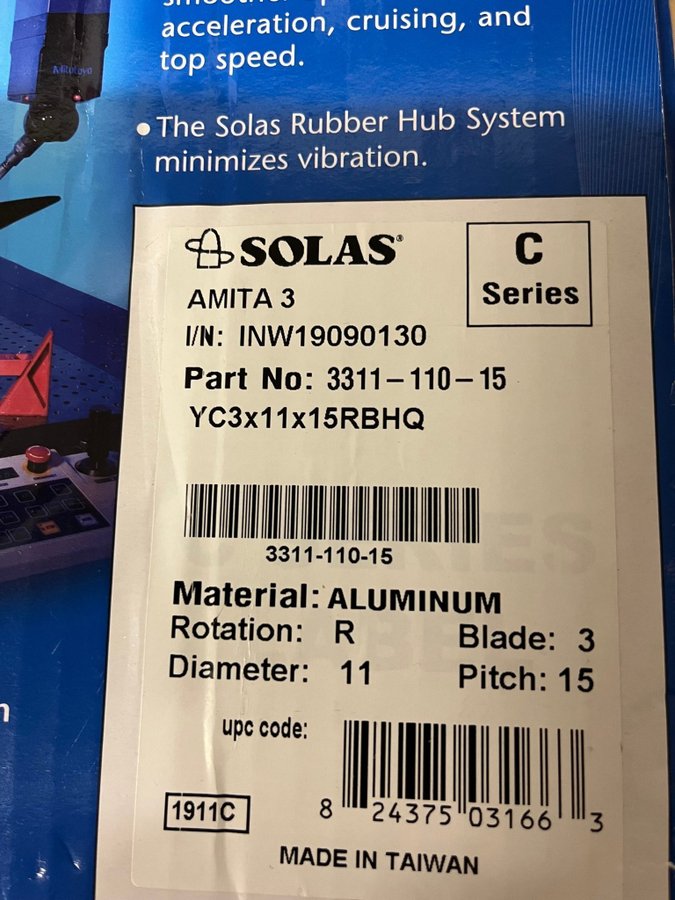 acceleration, cruising, and
top speed.
• The Solas Rubber Hub System
minimizes vibration.
SOLAS®
C
Series
AMITA 3
I/N: INW19090130
Part No: 3311-110-15
YC3x11x15RBHQ
3311-110-15
Material: ALUMINUM
Rotation: R Blade: 3
Diameter: 11 Pitch: 15
upc code:
8 24375 03166 3
1911C
MADE IN TAIWAN